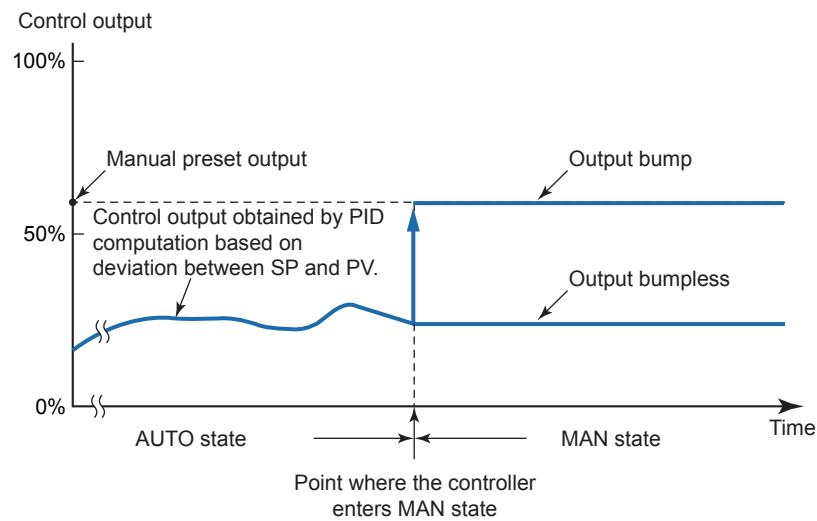 Control output
100%
Manual preset output
Output bump
Control output obtained by PID
computation based on
deviation between SP and PV.
50%
Output bumpless
0%
Time
AUTO state
MAN state
Point where the controller
enters MAN state